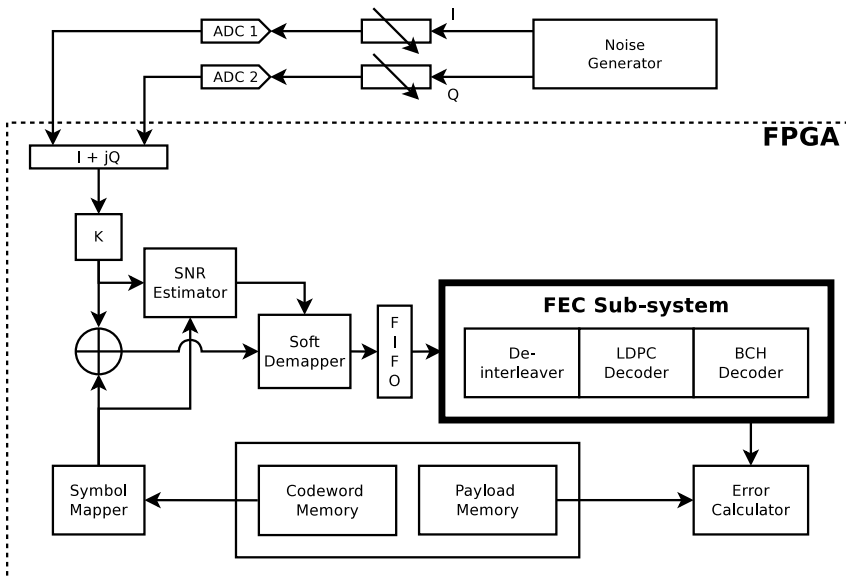 I
ADC 1
Noise
Generator
ADC 2
Q
FPGA
I + jQ
K
SNR
Estimator
FEC Sub-system
F
I
F
O
Soft
Demapper
De-
interleaver
LDPC
Decoder
BCH
Decoder
Symbol
Mapper
Codeword
Memory
Payload
Memory
Error
Calculator